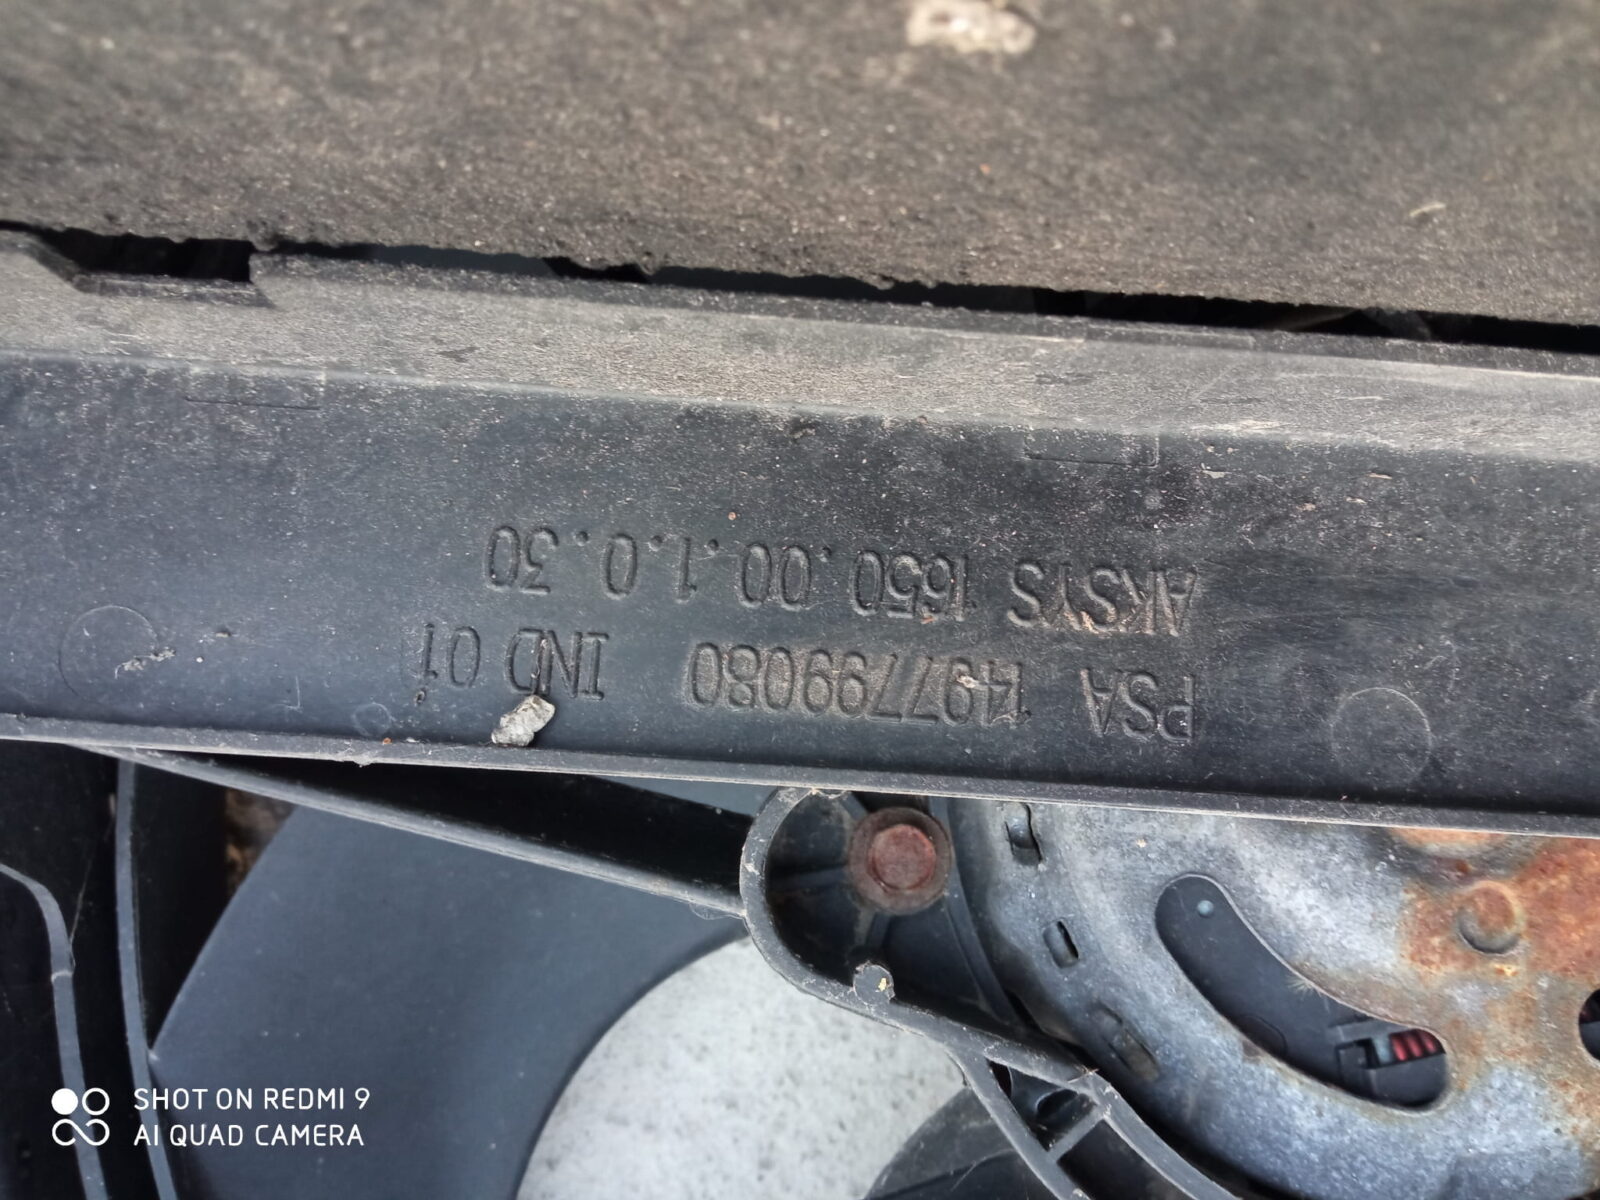 PSA 1497799080 IND 01
AKSYS 1650.00.1.0.30
SHOT ON REDMI 9
AI QUAD CAMERA